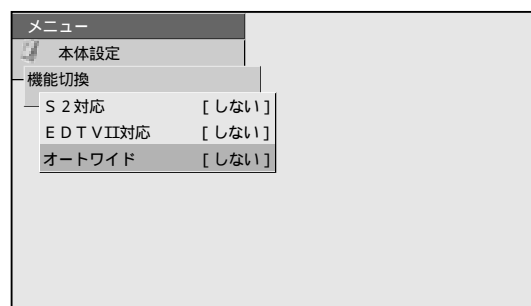 メニュー
本体設定
機能切換
S2対応 [しない]
EDTVII対応 [しない]
オートワイド [しない]